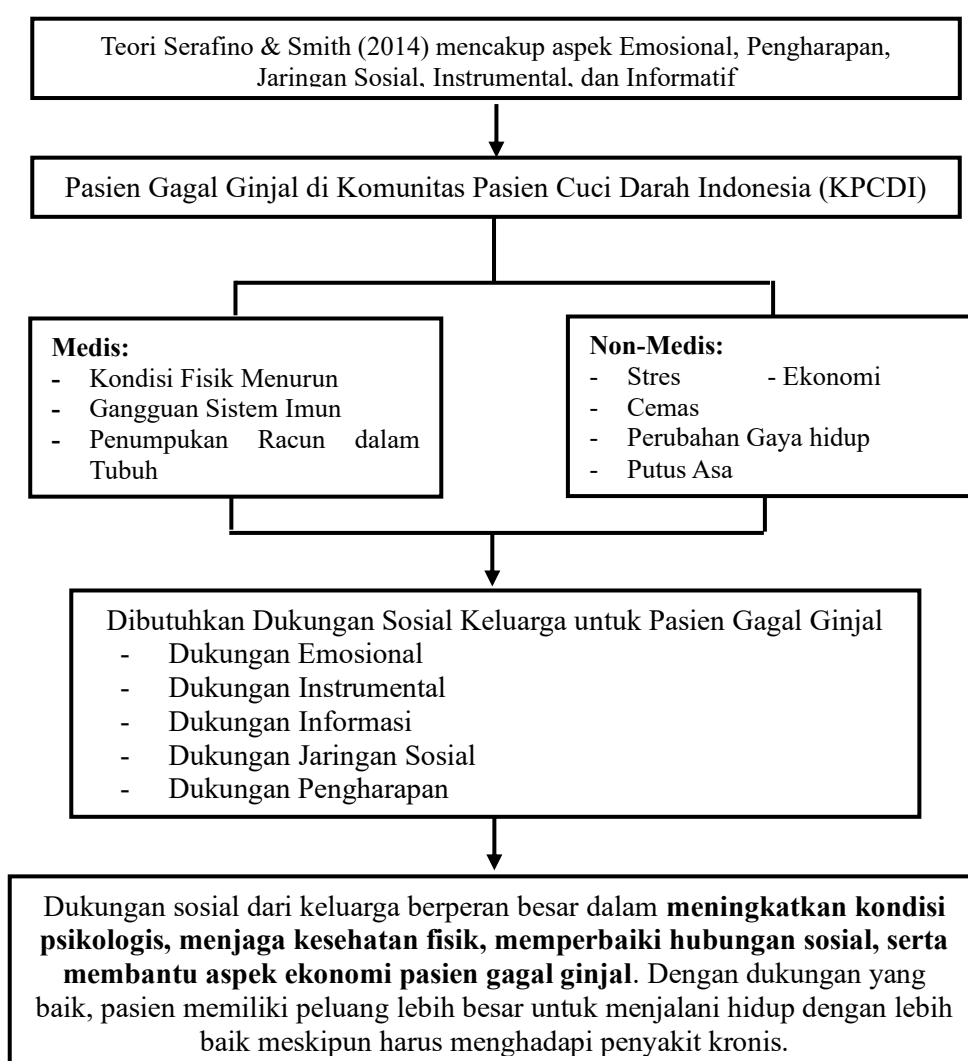 Teori Serafino & Smith (2014) mencakup aspek Emosional, Pengharapan,
Jaringan Sosial, Instrumental, dan Informatif
Pasien Gagal Ginjal di Komunitas Pasien Cuci Darah Indonesia (KPCDI)
Medis:
- Kondisi Fisik Menurun
- Gangguan Sistem Imun
- Penumpukan Racun dalam
Tubuh
Non-Medis:
- Stres - Ekonomi
- Cemas
- Perubahan Gaya hidup
- Putus Asa
Dibutuhkan Dukungan Sosial Keluarga untuk Pasien Gagal Ginjal
- Dukungan Emosional
- Dukungan Instrumental
- Dukungan Informasi
- Dukungan Jaringan Sosial
- Dukungan Pengharapan
Dukungan sosial dari keluarga berperan besar dalam meningkatkan kondisi
psikologis, menjaga kesehatan fisik, memperbaiki hubungan sosial, serta
membantu aspek ekonomi pasien gagal ginjal. Dengan dukungan yang
baik, pasien memiliki peluang lebih besar untuk menjalani hidup dengan lebih
baik meskipun harus menghadapi penyakit kronis.